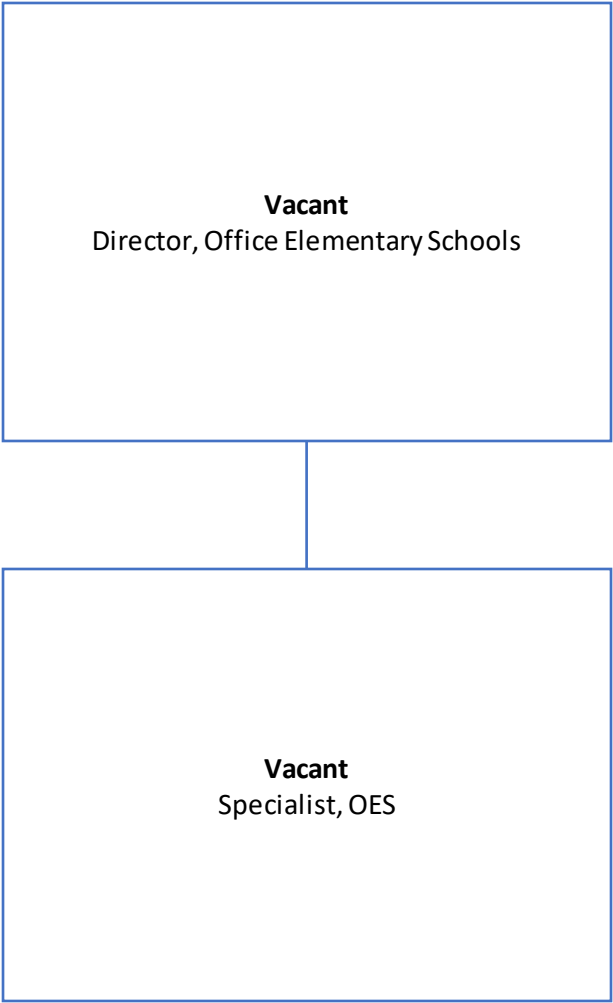 Vacant
Director, Office Elementary Schools
Vacant
Specialist, OES